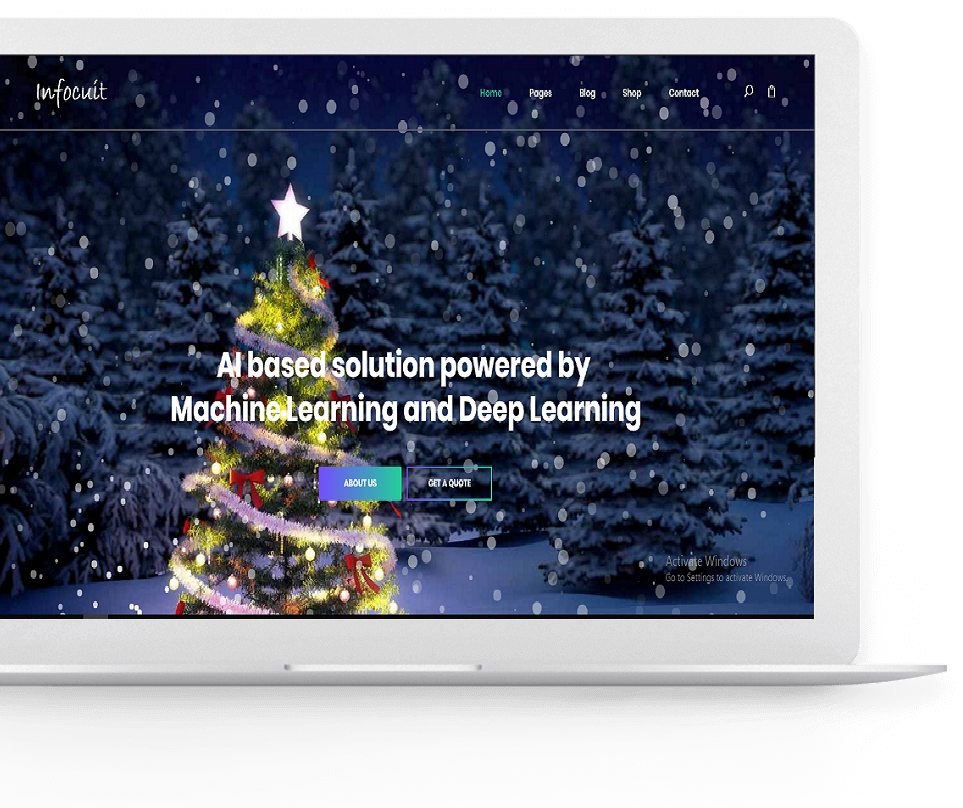 Infocuit
Home Pages Blog Shop Contact
AI based solution powered by
Machine Learning and Deep Learning
ABOUT US GET A QUOTE
Activate Windows
Go to Settings to activate Windows.